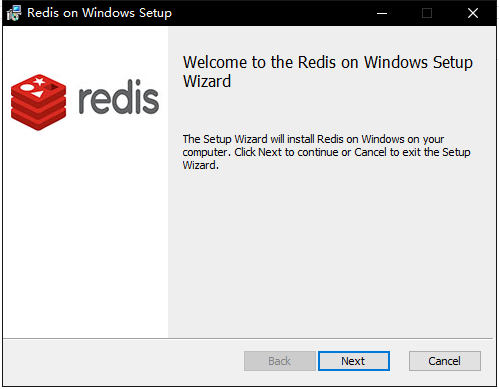 Redis on Windows Setup
redis
Welcome to the Redis on Windows Setup
Wizard
The Setup Wizard will install Redis on Windows on your
computer. Click Next to continue or Cancel to exit the Setup
Wizard.
Back
Next
Cancel